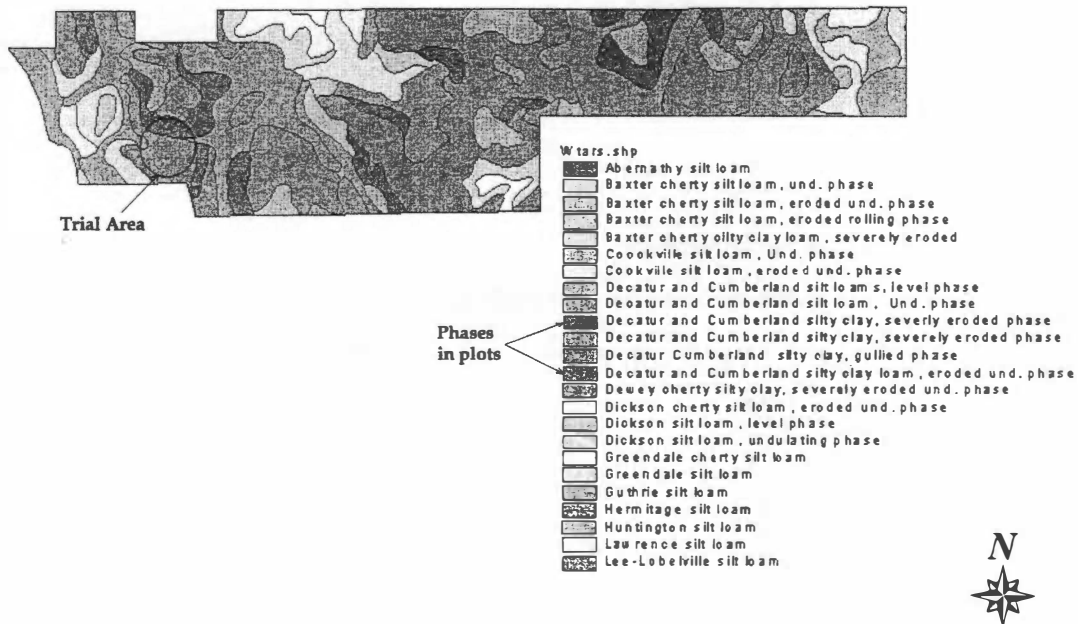 Trial Area
Wtars.shp
Abernathy silt loam
Baxter cherty silt loam, und. phase
Baxter cherty silt loam, eroded und. phase
Baxter cherty silt loam, eroded rolling phase
Baxter cherty oilty clay loam, severely eroded
Coookville silt loam, Und. phase
Cookville silt loam, eroded und. phase
Decatur and Cumberland silt loams, level phase
Deoatur and Cumberland silt loam, Und. phase
Phases
in plots
Decatur and Cumberland silty clay, severly eroded phase
Decatur and Cumberland silty clay, severely eroded phase
Decatur Cumberland silty clay, gullied phase
Decatur and Cumberland silty clay loam, eroded und. phase
Dewey oherty silty clay, severely eroded und. phase
Dickson cherty silt loam, eroded und. phase
Dickson silt loam, level phase
Dickson silt loam, undulating phase
Greendale cherty silt loam
Greendale silt loam
Guthrie silt loam
Hermitage silt loam
Huntington silt loam
Lawrence silt loam
Lee-Lobelville silt loam
N